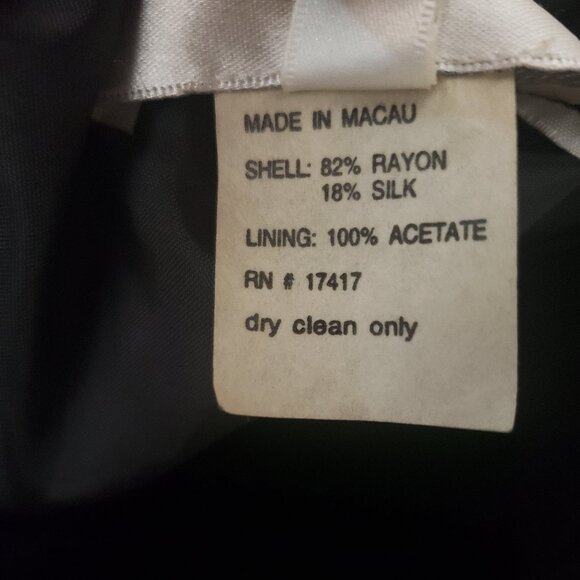 MADE IN MACAU
SHELL: 82% RAYON
18% SILK
LINING: 100% ACETATE
RN # 17417
dry clean only